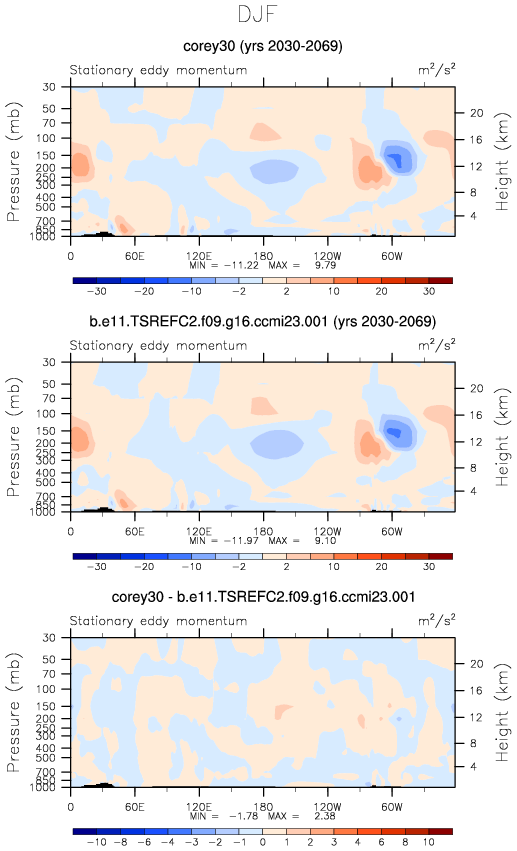 DJF
corey30 (yrs 2030-2069)
Stationary eddy momentum m²/s²
Pressure (mb)
30
50
70
100
150
200
250
300
400
500
700
850
1000
20
16
12
8
4
Height (km)
0 60E 120E 180 120W 60W
MIN = −11.22 MAX = 9.79
−30 −20 −10 −2 2 10 20 30
b.e11.TSREFC2.f09.g16.ccmi23.001 (yrs 2030-2069)
Stationary eddy momentum m²/s²
Pressure (mb)
30
50
70
100
150
200
250
300
400
500
700
850
1000
20
16
12
8
4
Height (km)
0 60E 120E 180 120W 60W
MIN = −11.97 MAX = 9.10
−30 −20 −10 −2 2 10 20 30
corey30 - b.e11.TSREFC2.f09.g16.ccmi23.001
Stationary eddy momentum m²/s²
Pressure (mb)
30
50
70
100
150
200
250
300
400
500
700
850
1000
20
16
12
8
4
Height (km)
0 60E 120E 180 120W 60W
MIN = −1.78 MAX = 2.38
−10 −6 −4 −3 −2 −1 0 1 2 3 4 6 10